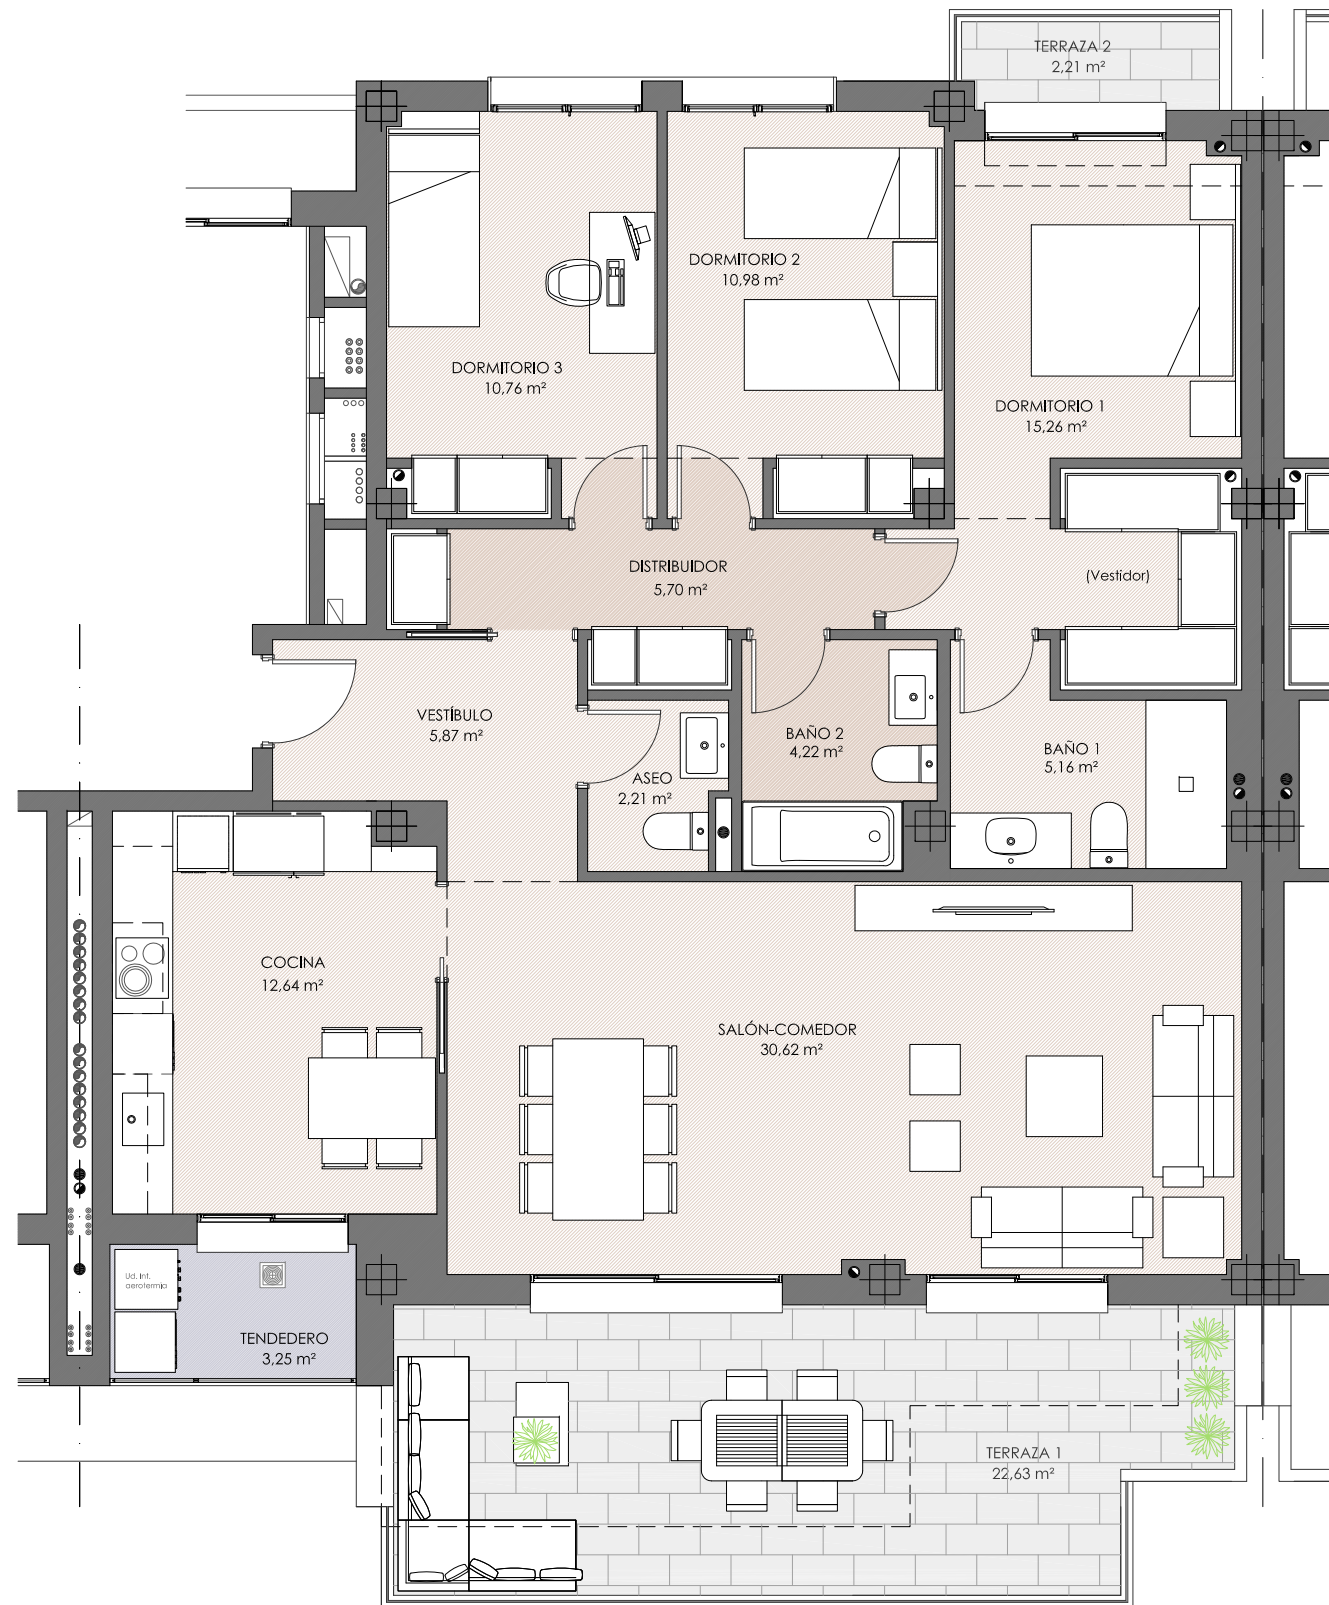 TERRAZA 2
2,21 m²
DORMITORIO 2
10,98 m²
DORMITORIO 3
10,76 m²
DORMITORIO 1
15,26 m²
DISTRIBUIDOR
5,70 m²
(Vestidor)
VESTÍBULO
5,87 m²
BAÑO 2
4,22 m²
BAÑO 1
5,16 m²
ASEO
2,21 m²
COCINA
12,64 m²
SALÓN-COMEDOR
30,62 m²
Ud. Int.
aerotermia
TENDEDERO
3,25 m²
TERRAZA 1
22,63 m²